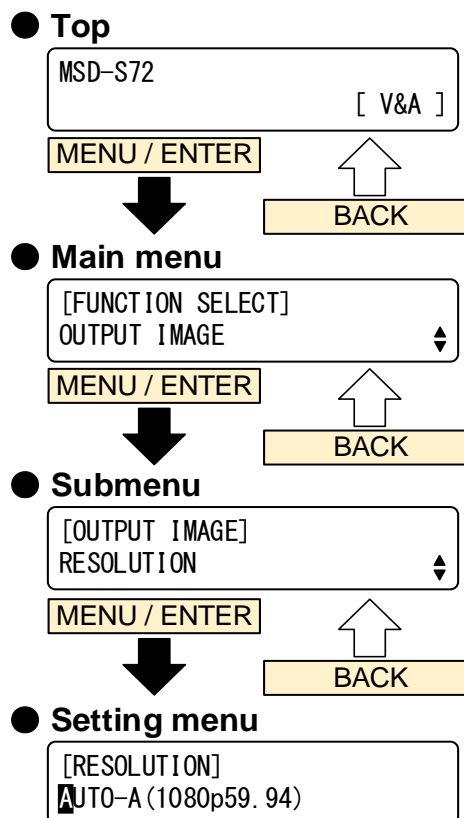 ● Top
MSD-S72
[ V&A ]
MENU / ENTER
BACK
● Main menu
[FUNCTION SELECT]
OUTPUT IMAGE
MENU / ENTER
BACK
● Submenu
[OUTPUT IMAGE]
RESOLUTION
MENU / ENTER
BACK
● Setting menu
[RESOLUTION]
AUTO-A(1080p59.94)